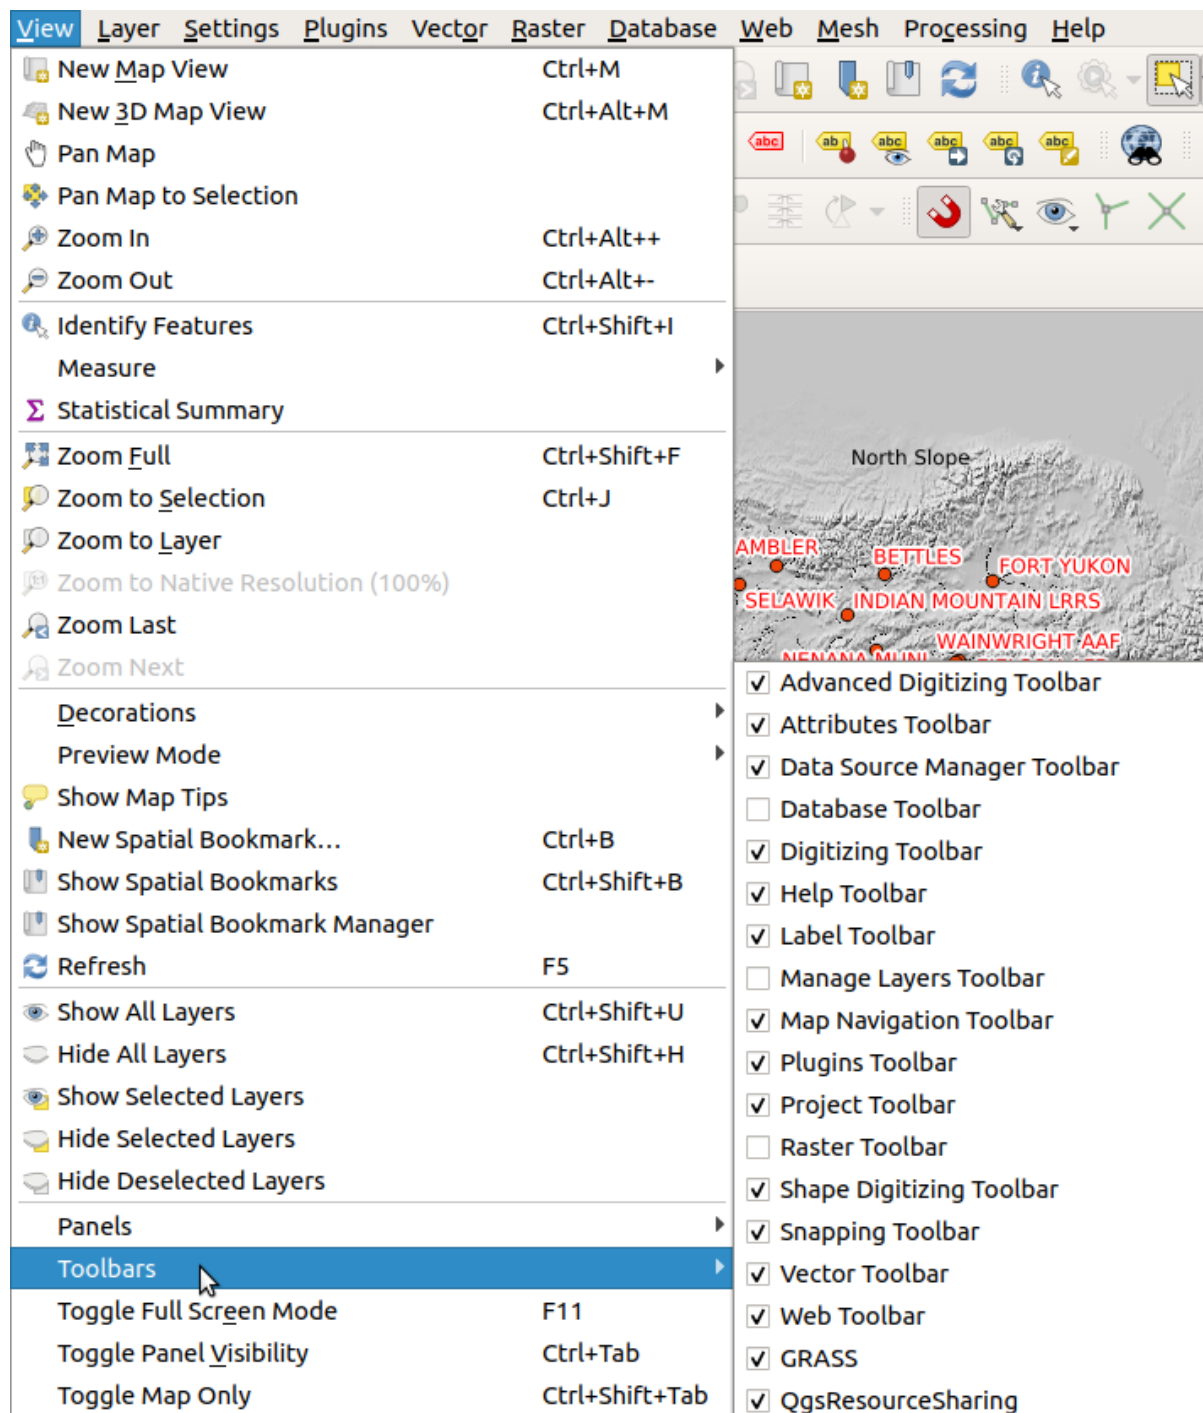 View Layer Settings Plugins Vector Raster Database Web Mesh Processing Help
New Map View Ctrl+M
New 3D Map View Ctrl+Alt+M
Pan Map
Pan Map to Selection
Zoom In Ctrl+Alt++
Zoom Out Ctrl+Alt+-
Identify Features Ctrl+Shift+I
Measure
Statistical Summary
Zoom Full Ctrl+Shift+F
Zoom to Selection Ctrl+J
Zoom to Layer
Zoom to Native Resolution (100%)
Zoom Last
Zoom Next
Decorations
Preview Mode
Show Map Tips
New Spatial Bookmark... Ctrl+B
Show Spatial Bookmarks Ctrl+Shift+B
Show Spatial Bookmark Manager
Refresh F5
Show All Layers Ctrl+Shift+U
Hide All Layers Ctrl+Shift+H
Show Selected Layers
Hide Selected Layers
Hide Deselected Layers
Panels
Toolbars
Toggle Full Screen Mode F11
Toggle Panel Visibility Ctrl+Tab
Toggle Map Only Ctrl+Shift+Tab
abc ab abc abc abc abc
North Slope
AMBLER
BETTLES
FORT YUKON
SELAWIK INDIAN MOUNTAIN LRRS
WAINWRIGHT AAF
NENANA MUNI
Advanced Digitizing Toolbar
Attributes Toolbar
Data Source Manager Toolbar
Database Toolbar
Digitizing Toolbar
Help Toolbar
Label Toolbar
Manage Layers Toolbar
Map Navigation Toolbar
Plugins Toolbar
Project Toolbar
Raster Toolbar
Shape Digitizing Toolbar
Snapping Toolbar
Vector Toolbar
Web Toolbar
GRASS
QgsResourceSharing